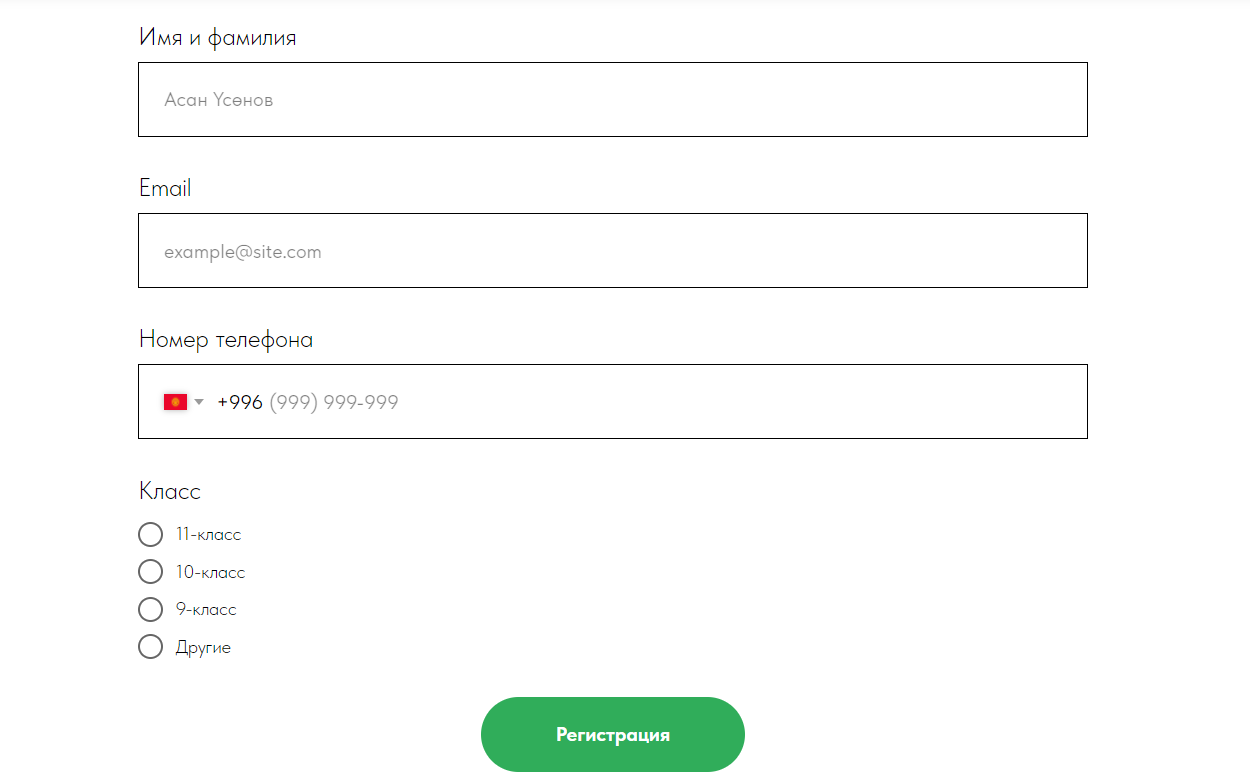 Имя и фамилия
Асан Үсөнов
Email
example@site.com
Номер телефона
+996 (999) 999-999
Класс
11-класс
10-класс
9-класс
Другие
Регистрация